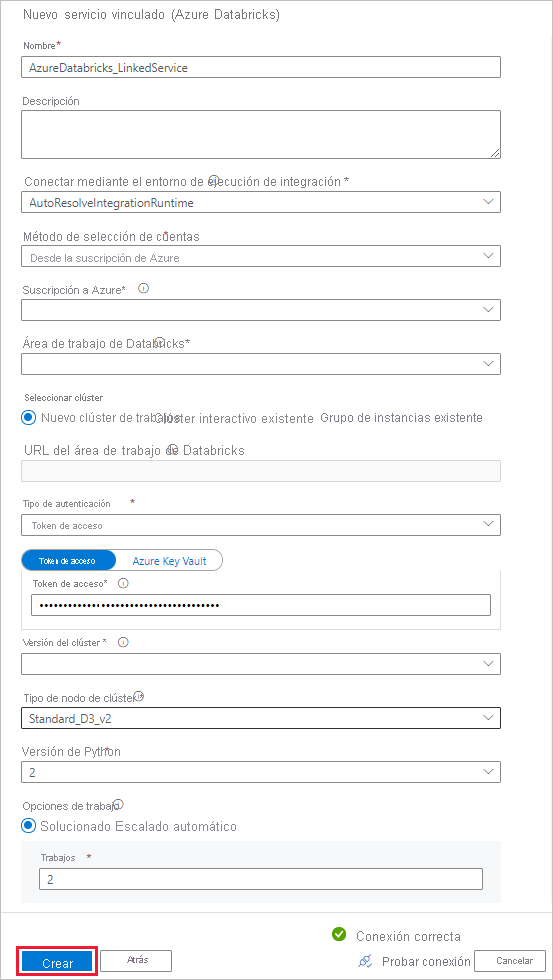 Nuevo servicio vinculado (Azure Databricks)
Nombre*
AzureDatabricks_LinkedService
Descripción
Conectar mediante el entorno de ejecución de integración *
AutoResolveIntegrationRuntime
Método de selección de cuentas *
Desde la suscripción de Azure
Suscripción a Azure*
Área de trabajo de Databricks*
Seleccionar clúster
Nuevo clúster de trabajos Clúster interactivo existente Grupo de instancias existente
URL del área de trabajo de Databricks
Tipo de autenticación *
Token de acceso
Token de acceso Azure Key Vault
Token de acceso*
••••••••••••••••••••••••••••••••••••••
Versión del clúster *
Tipo de nodo de clúster *
Standard_D3_v2
Versión de Python *
2
Opciones de trabajo
Solucionado Escalado automático
Trabajos *
2
Conexión correcta
Crear Atrás Probar conexión Cancelar